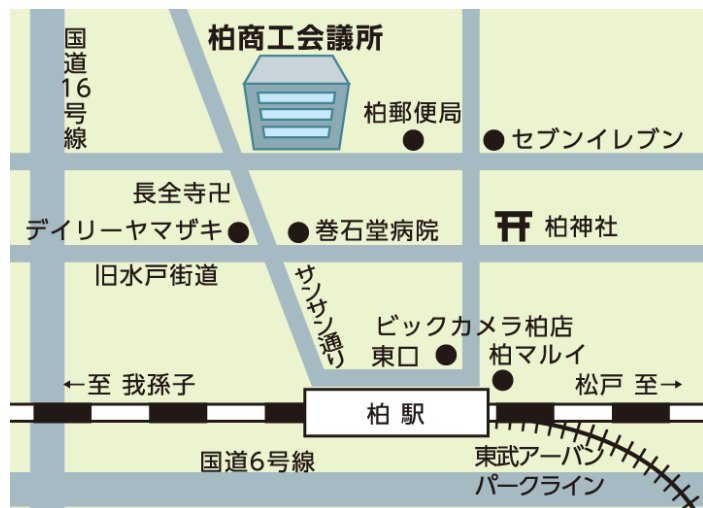 国道16号線
柏商工会議所
柏郵便局
セブンイレブン
長全寺卍
デイリーヤマザキ
巻石堂病院
柏神社
旧水戸街道
サンサン通り
ビックカメラ柏店
東口
柏マルイ
←至 我孫子
松戸 至→
柏 駅
国道6号線
東武アーバン
パークライン